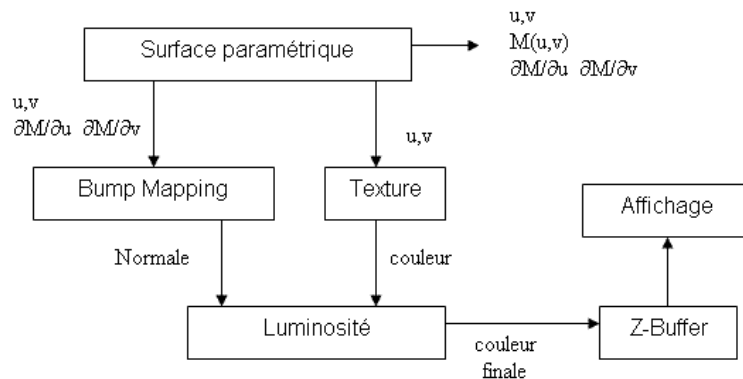 Surface paramétrique
u,v
M(u,v)
∂M/∂u ∂M/∂v
u,v
∂M/∂u ∂M/∂v
u,v
Bump Mapping
Texture
Affichage
Normale
couleur
Luminosité
couleur
finale
Z-Buffer